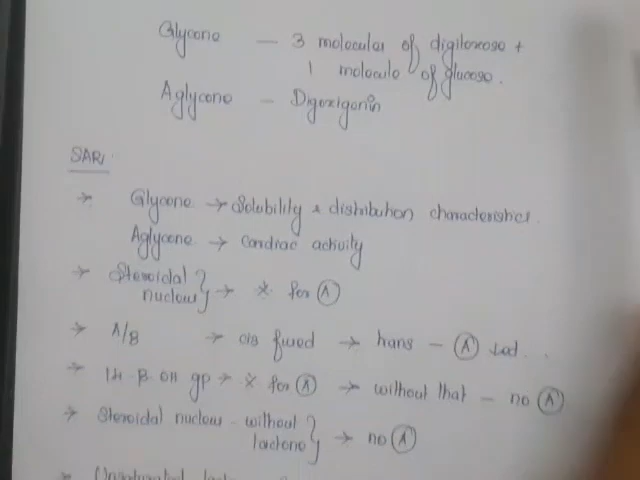 Glycone — 3 molecules of digitoxose +
1 molecule of glucose.
Aglycone — Digoxigenin
SAR:
→ Glycone → Solubility & distribution characteristics.
Aglycone → Cardiac activity
→ Steroidal nucleus } → * for Ⓐ
→ A/B → cis fused → trans — Ⓐ ↓ed...
→ 14 β OH gp → * for Ⓐ → without that — no Ⓐ
→ Steroidal nucleus - without lactone } → no Ⓐ